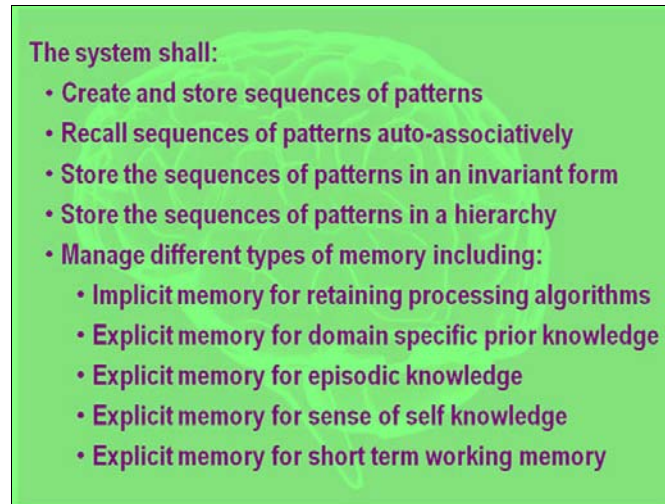 The system shall:
• Create and store sequences of patterns
• Recall sequences of patterns auto-associatively
• Store the sequences of patterns in an invariant form
• Store the sequences of patterns in a hierarchy
• Manage different types of memory including:
• Implicit memory for retaining processing algorithms
• Explicit memory for domain specific prior knowledge
• Explicit memory for episodic knowledge
• Explicit memory for sense of self knowledge
• Explicit memory for short term working memory